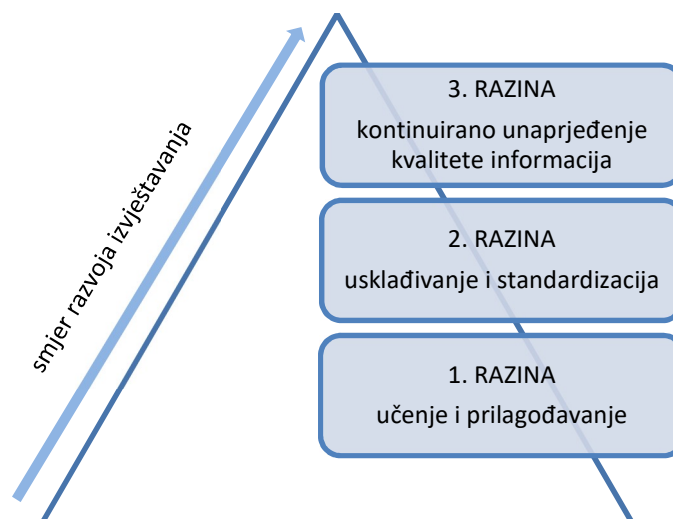 smjer razvoja izvještavanja
3. RAZINA
kontinuirano unaprjeđenje
kvalitete informacija
2. RAZINA
usklađivanje i standardizacija
1. RAZINA
učenje i prilagođavanje